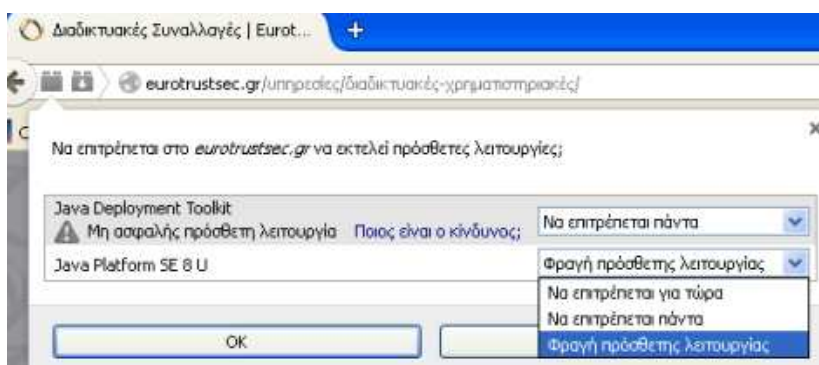 Διαδικτυακές Συναλλαγές | Eurot...
eurotrustsec.gr/υπηρεσίες/διαδικτυακές-χρηματιστηριακές/
Να επιτρέπεται στο eurotrustsec.gr να εκτελεί πρόσθετες λειτουργίες;
Java Deployment Toolkit
Μη ασφαλής πρόσθετη λειτουργία Ποιος είναι ο κίνδυνος; Να επιτρέπεται πάντα
Java Platform SE 8 U Φραγή πρόσθετης λειτουργίας
Να επιτρέπεται για τώρα
Να επιτρέπεται πάντα
Φραγή πρόσθετης λειτουργίας
OK